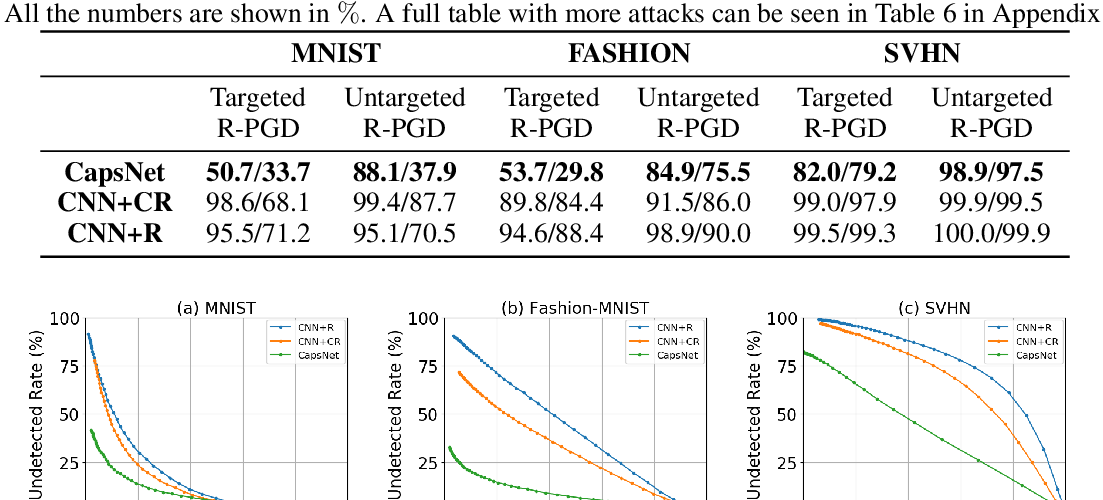 All the numbers are shown in %. A full table with more attacks can be seen in Table 6 in Appendix
MNIST FASHION SVHN
Targeted Untargeted Targeted Untargeted Targeted Untargeted
R-PGD R-PGD R-PGD R-PGD R-PGD R-PGD
CapsNet 50.7/33.7 88.1/37.9 53.7/29.8 84.9/75.5 82.0/79.2 98.9/97.5
CNN+CR 98.6/68.1 99.4/87.7 89.8/84.4 91.5/86.0 99.0/97.9 99.9/99.5
CNN+R 95.5/71.2 95.1/70.5 94.6/88.4 98.9/90.0 99.5/99.3 100.0/99.9
(a) MNIST
Undetected Rate (%)
100
75
50
25
CNN+R
CNN+CR
CapsNet
(b) Fashion-MNIST
Undetected Rate (%)
100
75
50
25
CNN+R
CNN+CR
CapsNet
(c) SVHN
Undetected Rate (%)
100
75
50
25
CNN+R
CNN+CR
CapsNet